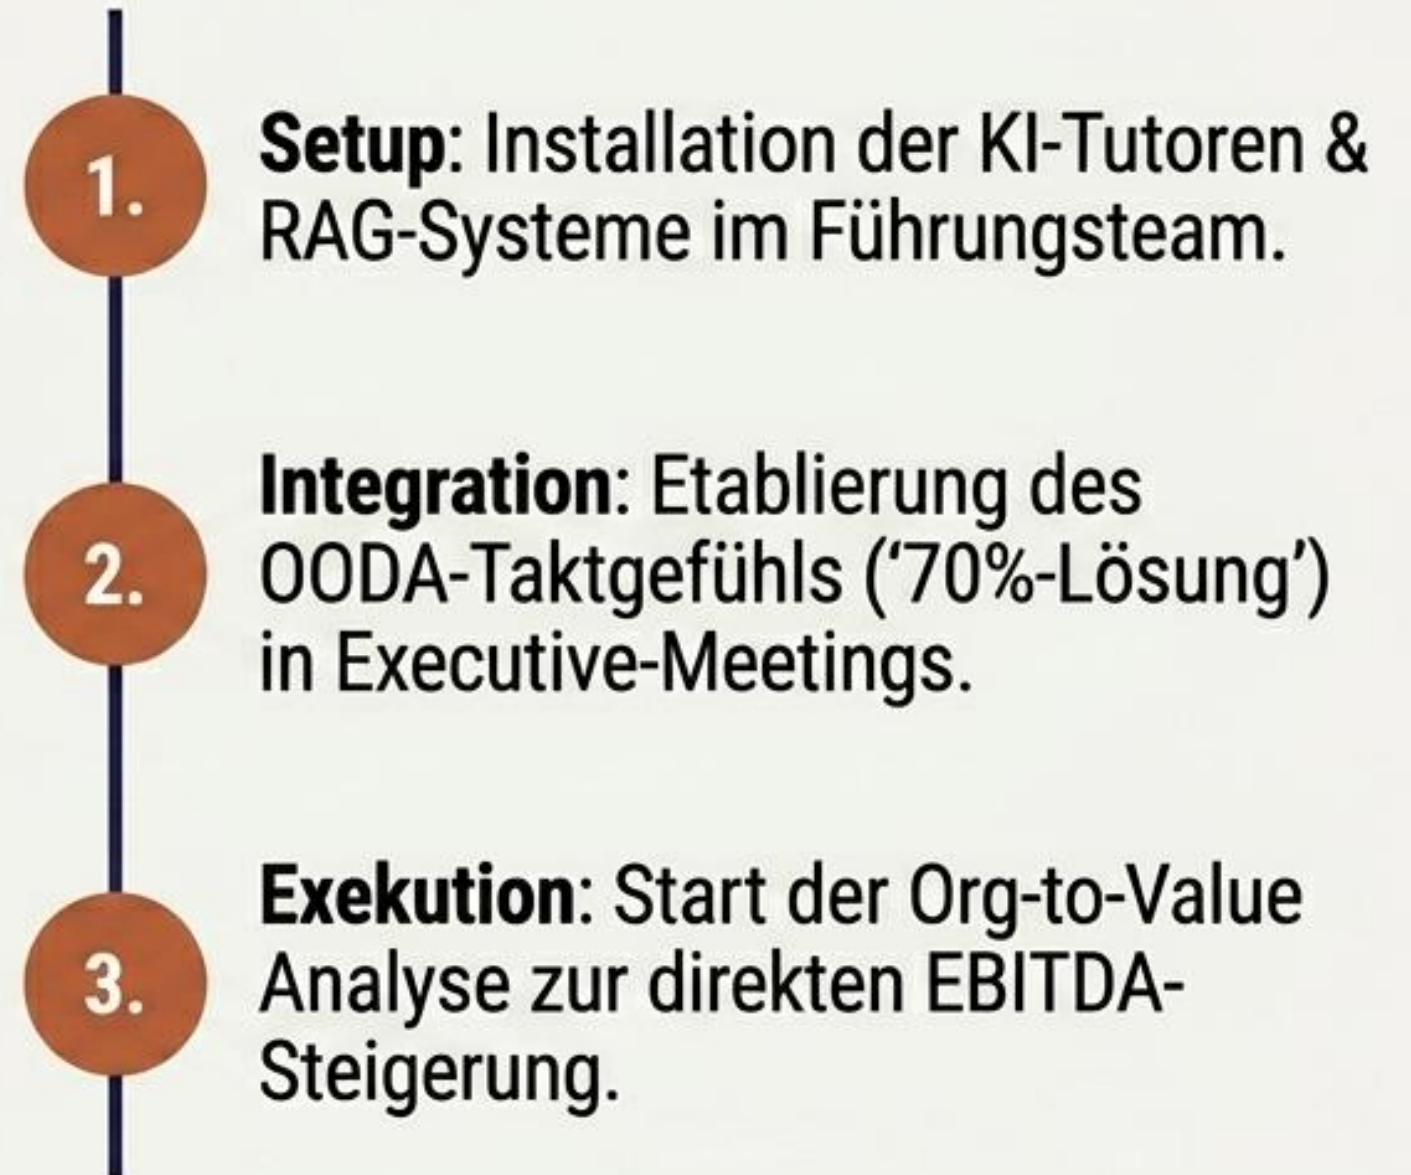 1.
Setup: Installation der KI-Tutoren &
RAG-Systeme im Führungsteam.
2.
Integration: Etablierung des
OODA-Taktgefühls (‘70%-Lösung’)
in Executive-Meetings.
3.
Exekution: Start der Org-to-Value
Analyse zur direkten EBITDA-
Steigerung.